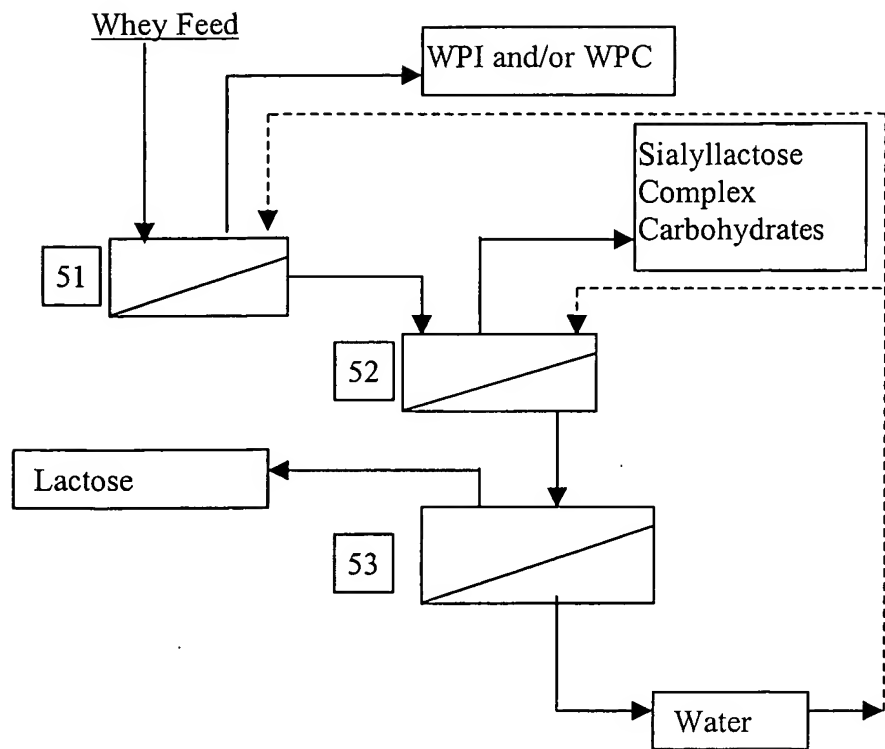 Whey Feed
WPI and/or WPC
Sialyllactose
Complex
Carbohydrates
51
52
Lactose
53
Water